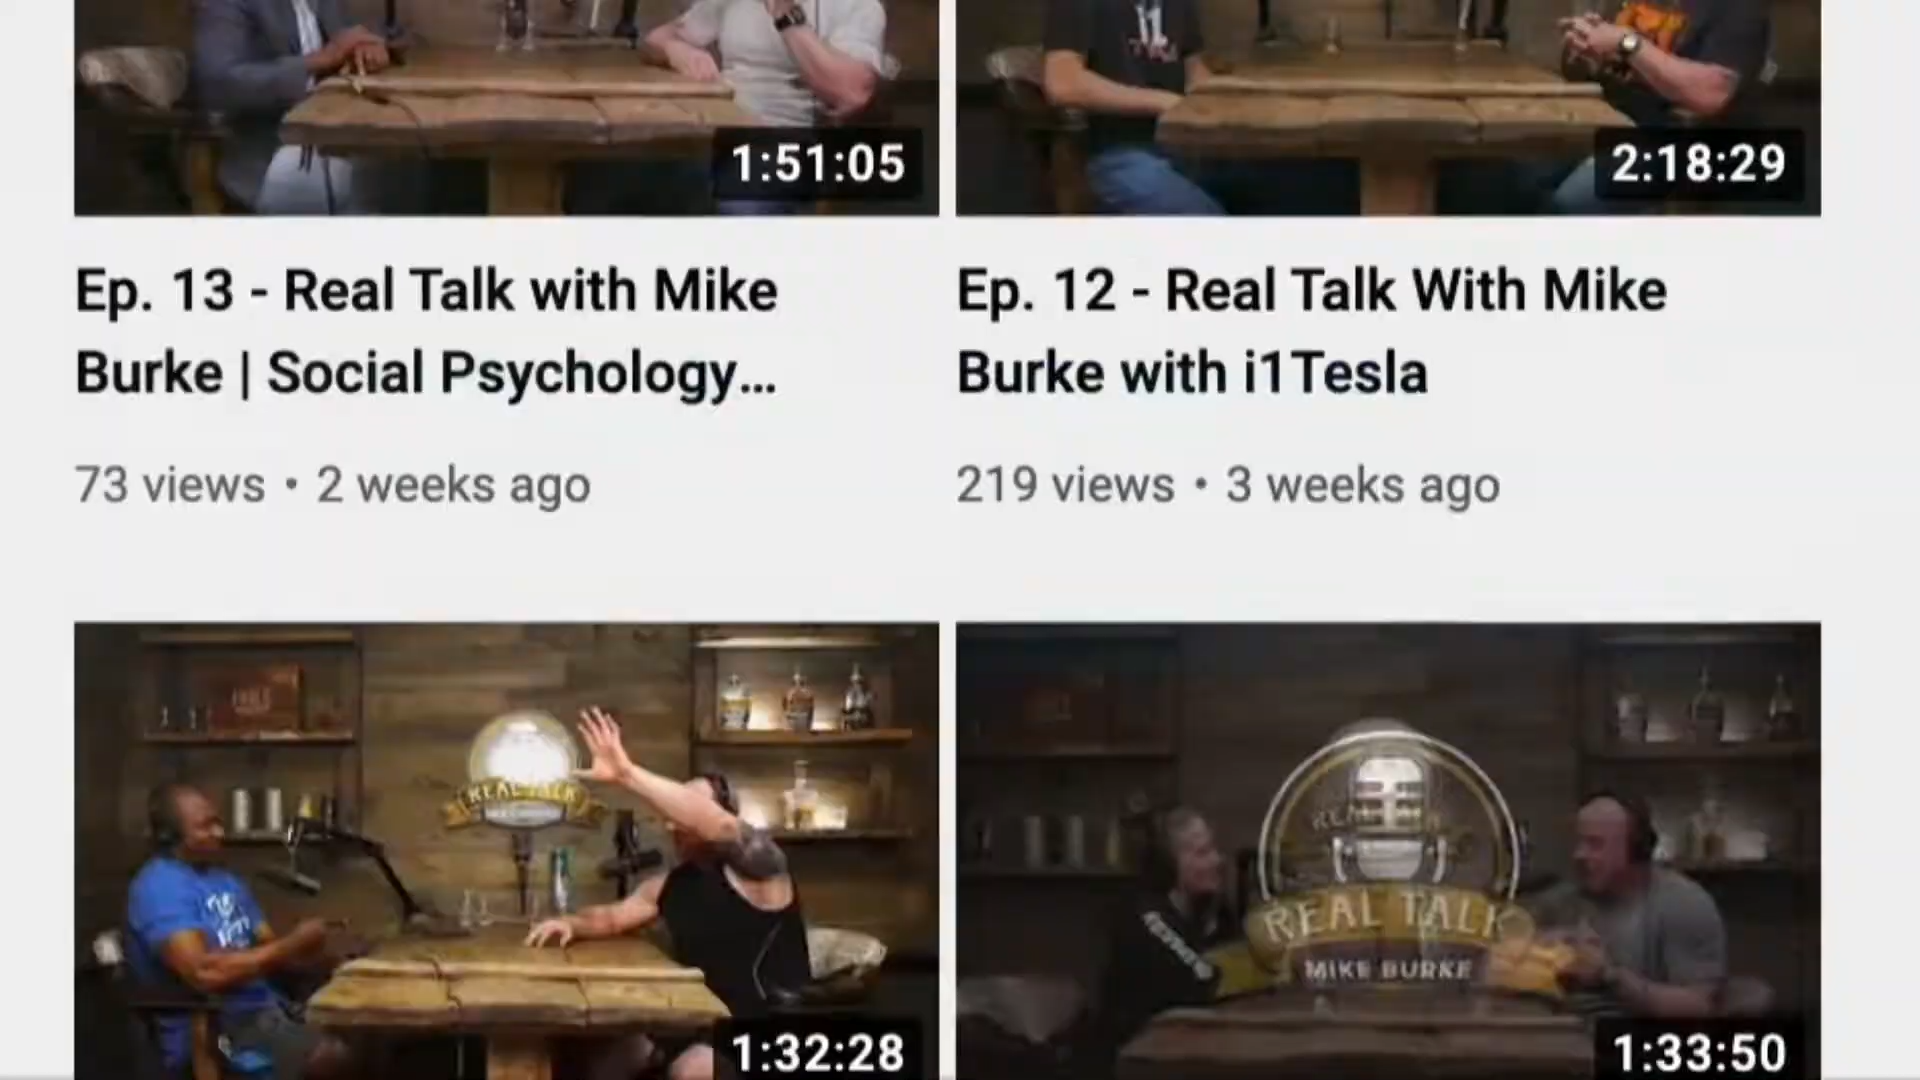 1:51:05
2:18:29
Ep. 13 - Real Talk with Mike
Burke | Social Psychology...
Ep. 12 - Real Talk With Mike
Burke with i1Tesla
73 views • 2 weeks ago
219 views • 3 weeks ago
REAL TALK
REAL TALK
MIKE BURKE
1:32:28
1:33:50